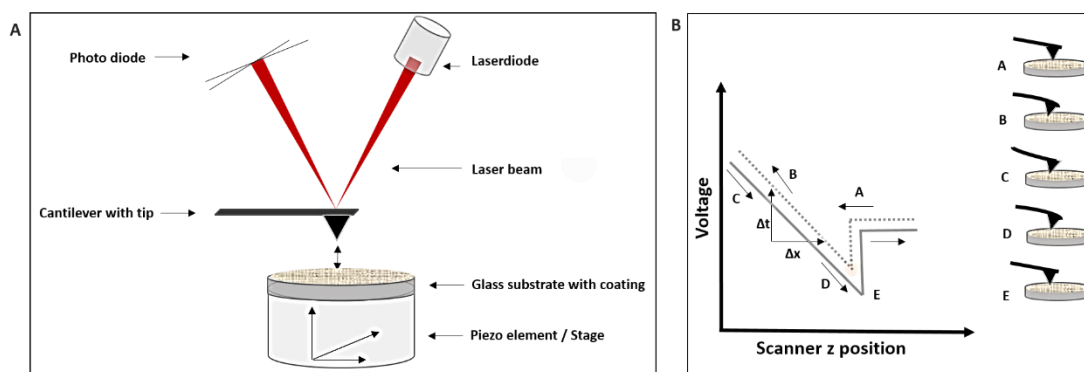 A
Photo diode
Laserdiode
Laser beam
Cantilever with tip
Glass substrate with coating
Piezo element / Stage
B
Voltage
Scanner z position
A
B
C
Δt
Δx
D
E
A
B
C
D
E